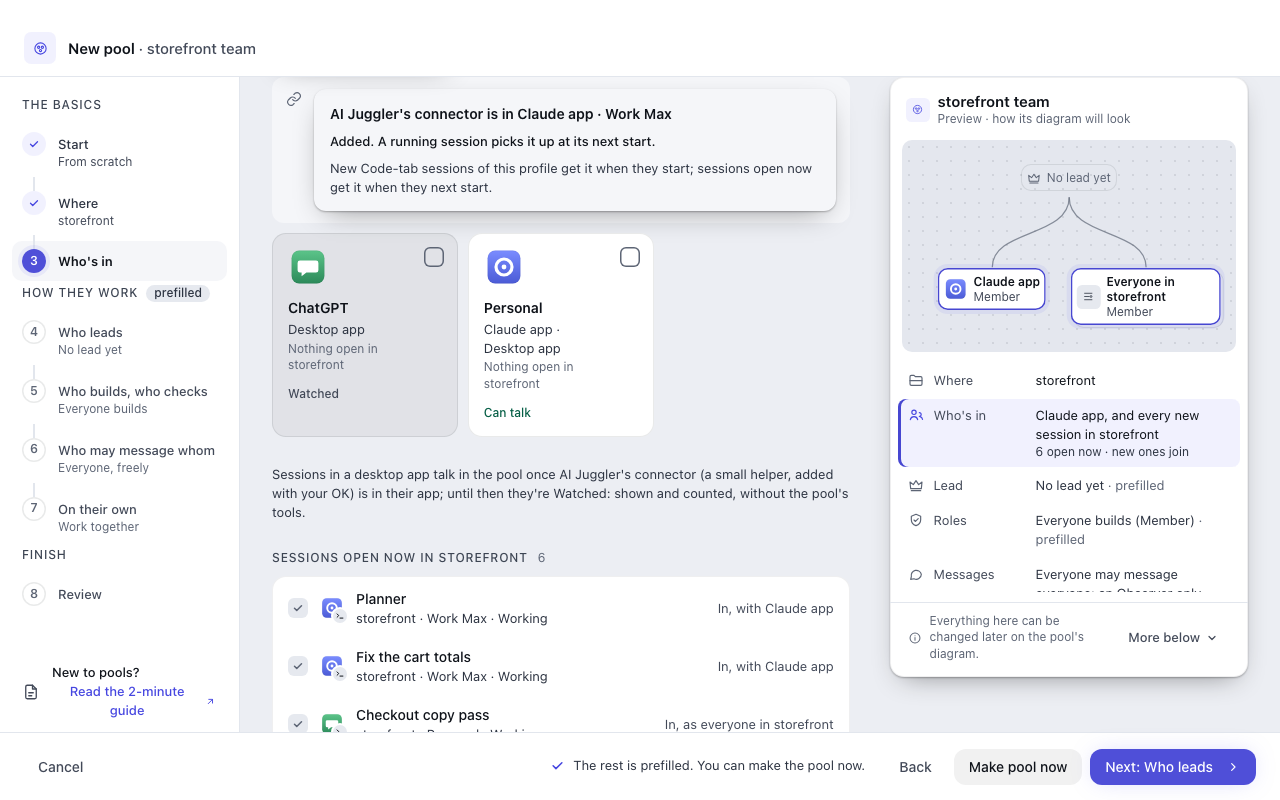 New pool · storefront team
THE BASICS
Start
From scratch
Where
storefront
3
Who's in
HOW THEY WORK
prefilled
4
Who leads
No lead yet
5
Who builds, who checks
Everyone builds
6
Who may message whom
Everyone, freely
7
On their own
Work together
FINISH
8
Review
New to pools?
Read the 2-minute
guide
AI Juggler's connector is in Claude app · Work Max
Added. A running session picks it up at its next start.
New Code-tab sessions of this profile get it when they start; sessions open now
get it when they next start.
ChatGPT
Desktop app
Nothing open in
storefront
Watched
Personal
Claude app ·
Desktop app
Nothing open in
storefront
Can talk
Sessions in a desktop app talk in the pool once AI Juggler's connector (a small helper, added
with your OK) is in their app; until then they're Watched: shown and counted, without the pool's
tools.
SESSIONS OPEN NOW IN STOREFRONT 6
Planner
storefront · Work Max · Working
In, with Claude app
Fix the cart totals
storefront · Work Max · Working
In, with Claude app
Checkout copy pass
In, as everyone in storefront
storefront team
Preview · how its diagram will look
No lead yet
Claude app
Member
Everyone in
storefront
Member
Where
storefront
Who's in
Claude app, and every new
session in storefront
6 open now · new ones join
Lead
No lead yet · prefilled
Roles
Everyone builds (Member) ·
prefilled
Messages
Everyone may message
Everything here can be
changed later on the pool's
diagram.
More below
Cancel
The rest is prefilled. You can make the pool now.
Back
Make pool now
Next: Who leads